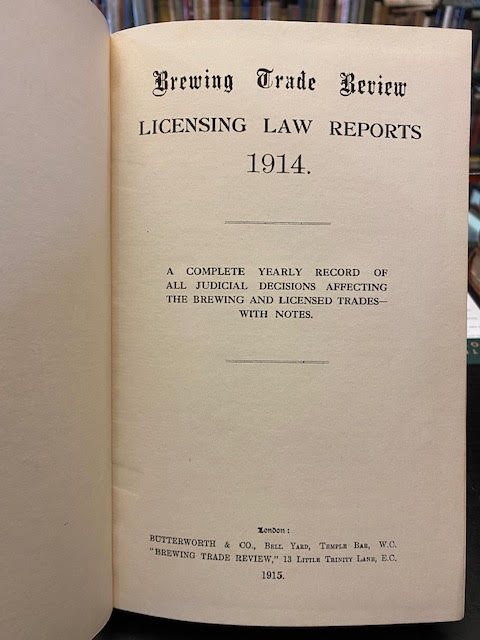 Brewing Trade Review
LICENSING LAW REPORTS
1914.
A COMPLETE YEARLY RECORD OF
ALL JUDICIAL DECISIONS AFFECTING
THE BREWING AND LICENSED TRADES—
WITH NOTES.
London:
BUTTERWORTH & CO., BELL YARD, TEMPLE BAR, W.C.
"BREWING TRADE REVIEW," 13 LITTLE TRINITY LANE, E.C.
1915.